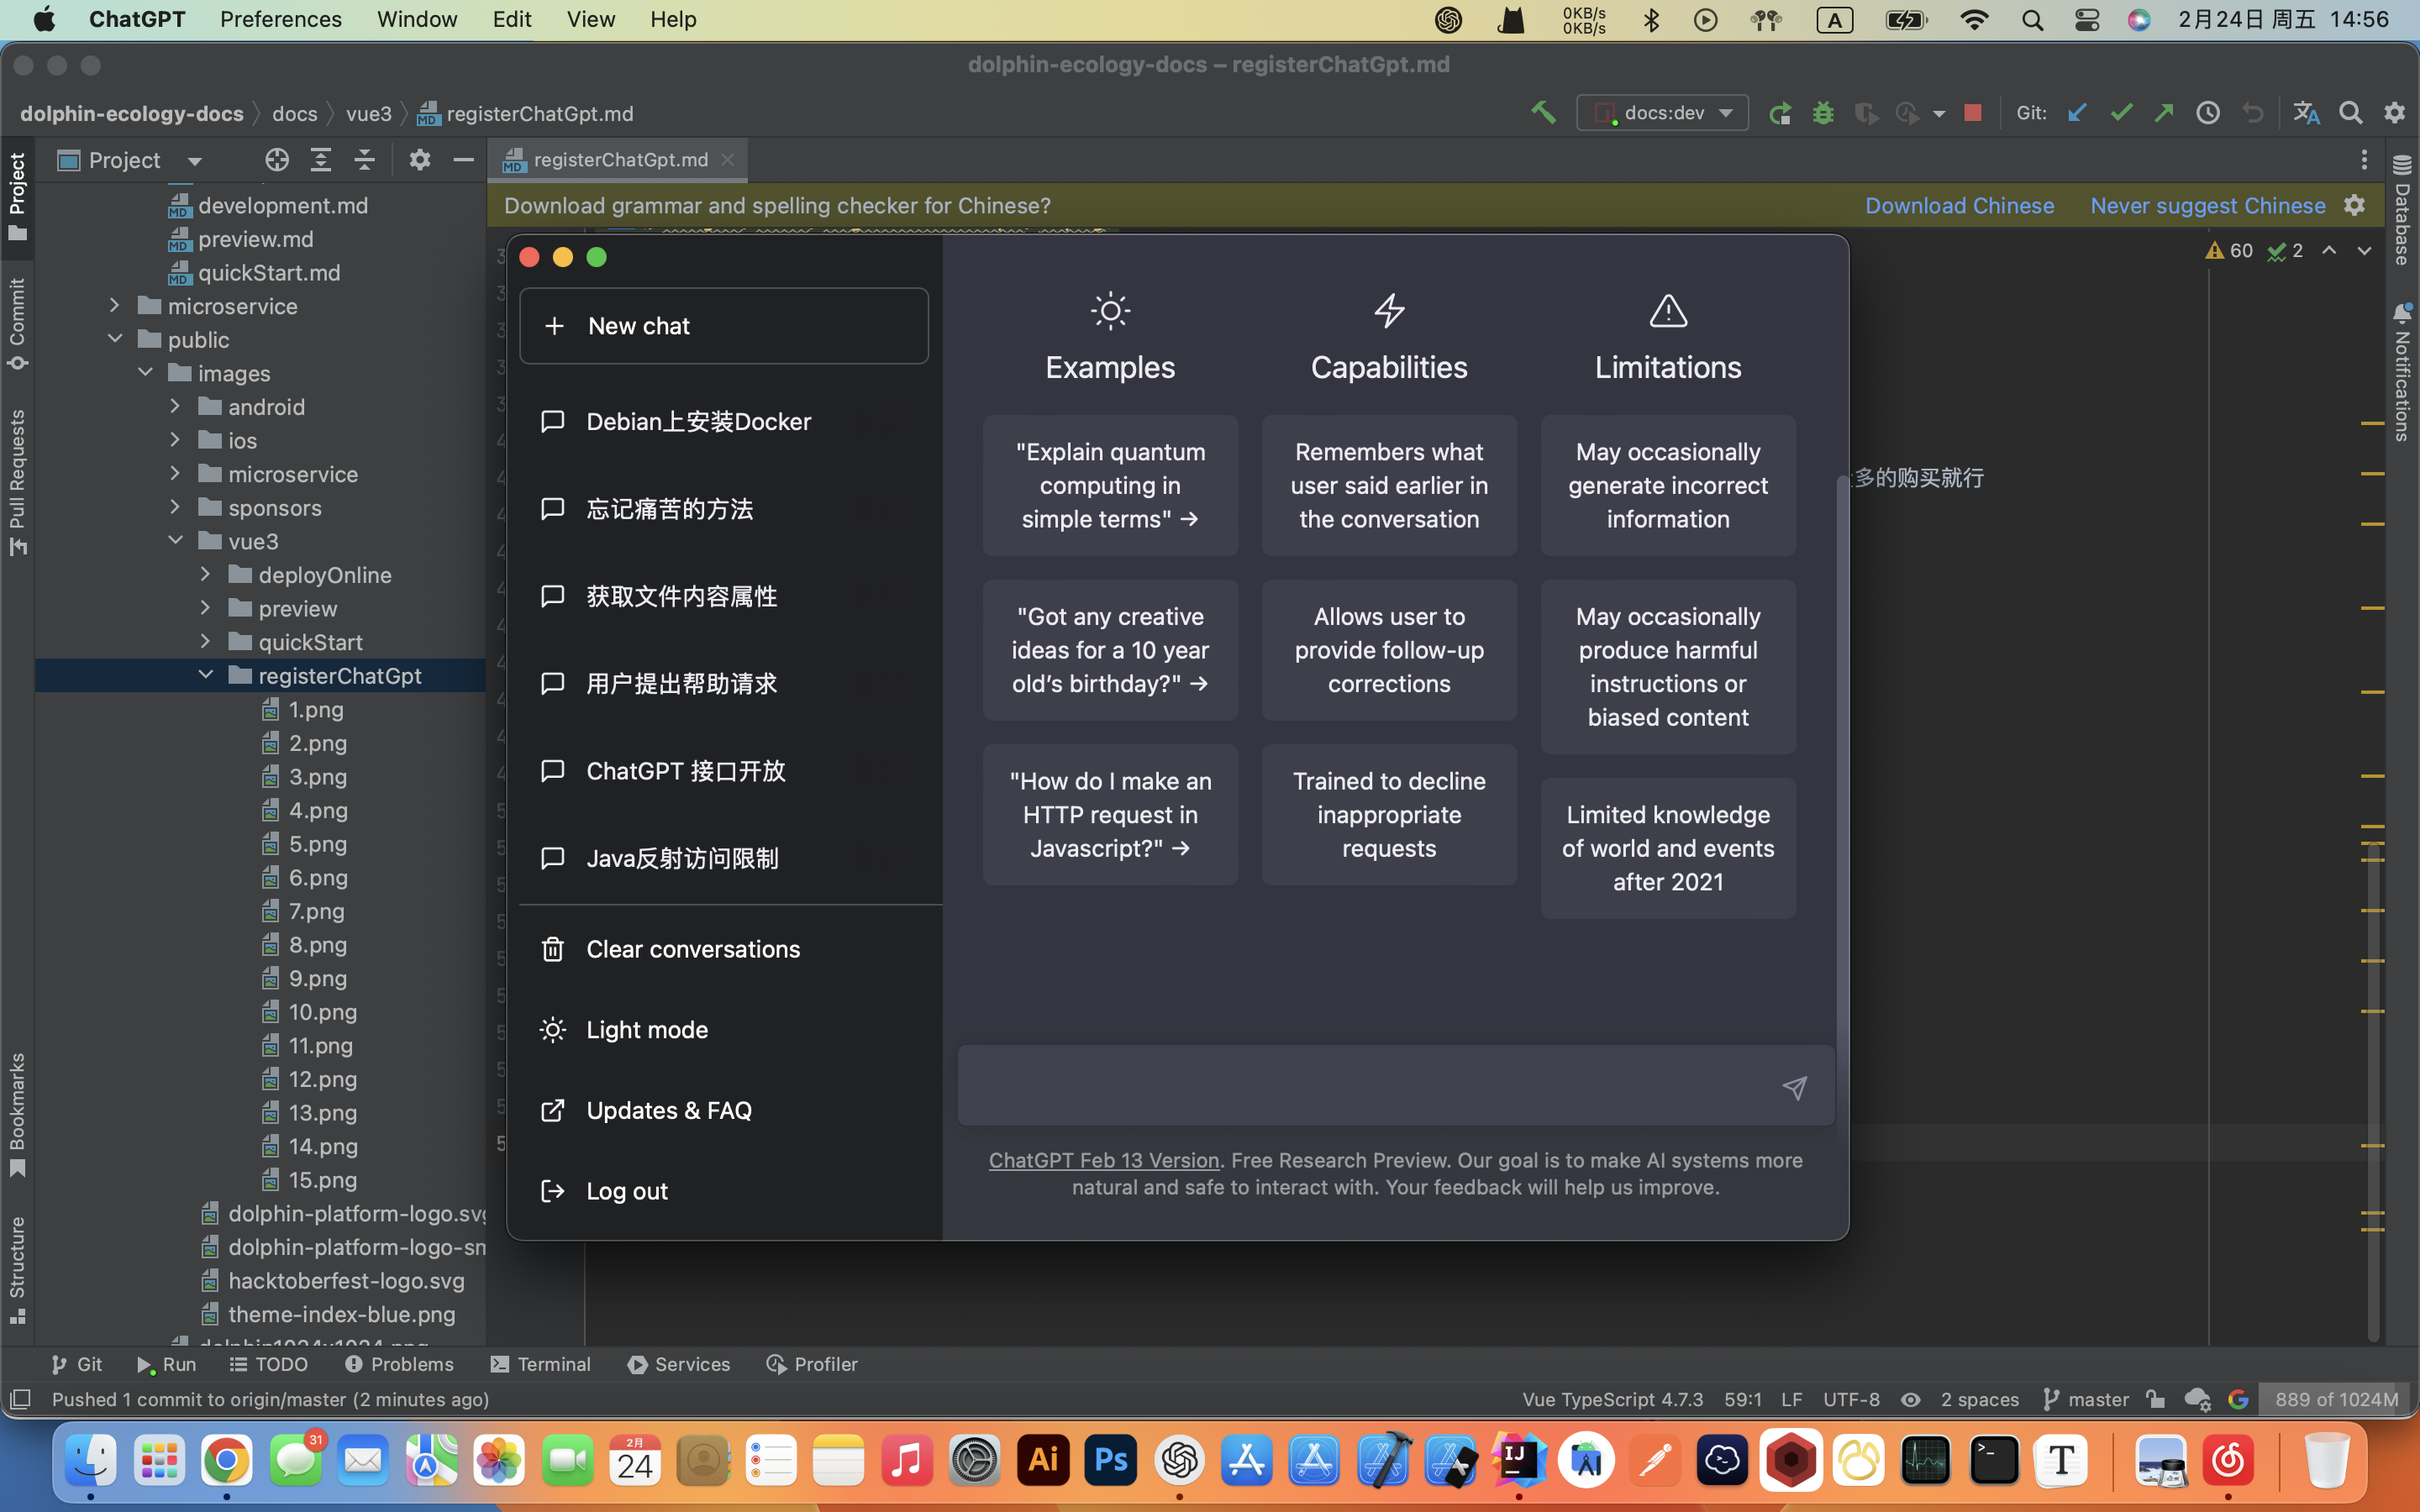 ChatGPT Preferences Window Edit View Help
0KB/s
0KB/s
A
2月24日 周五 14:56
dolphin-ecology-docs – registerChatGpt.md
dolphin-ecology-docs docs vue3 registerChatGpt.md
docs:dev
Git:
Project
registerChatGpt.md
Download grammar and spelling checker for Chinese?
Download Chinese
Never suggest Chinese
60
2
Project
Commit
Pull Requests
Bookmarks
Structure
Database
Notifications
development.md
preview.md
quickStart.md
microservice
public
images
android
ios
microservice
sponsors
vue3
deployOnline
preview
quickStart
registerChatGpt
1.png
2.png
3.png
4.png
5.png
6.png
7.png
8.png
9.png
10.png
11.png
12.png
13.png
14.png
15.png
dolphin-platform-logo.svg
dolphin-platform-logo-sm
hacktoberfest-logo.svg
theme-index-blue.png
多的购买就行
New chat
Debian上安装Docker
忘记痛苦的方法
获取文件内容属性
用户提出帮助请求
ChatGPT 接口开放
Java反射访问限制
Clear conversations
Light mode
Updates & FAQ
Log out
Examples
"Explain quantum
computing in
simple terms" →
"Got any creative
ideas for a 10 year
old's birthday?" →
"How do I make an
HTTP request in
Javascript?" →
Capabilities
Remembers what
user said earlier in
the conversation
Allows user to
provide follow-up
corrections
Trained to decline
inappropriate
requests
Limitations
May occasionally
generate incorrect
information
May occasionally
produce harmful
instructions or
biased content
Limited knowledge
of world and events
after 2021
ChatGPT Feb 13 Version. Free Research Preview. Our goal is to make AI systems more
natural and safe to interact with. Your feedback will help us improve.
Git Run TODO Problems Terminal Services Profiler
Pushed 1 commit to origin/master (2 minutes ago)
Vue TypeScript 4.7.3 59:1 LF UTF-8 2 spaces master 889 of 1024M
31
2月
24
Ai
Ps
IJ
T